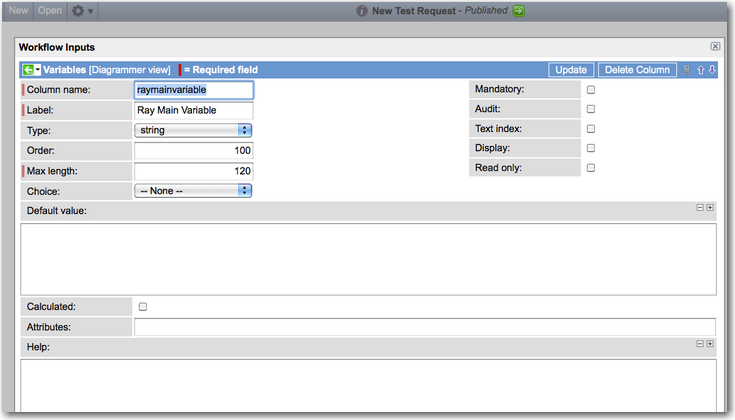 New Open New Test Request - Published
Workflow Inputs
Variables [Diagrammer view] = Required field Update Delete Column
Column name: raymainvariable Mandatory:
Label: Ray Main Variable Audit:
Type: string Text index:
Order: 100 Display:
Max length: 120 Read only:
Choice: -- None --
Default value:
Calculated:
Attributes:
Help: